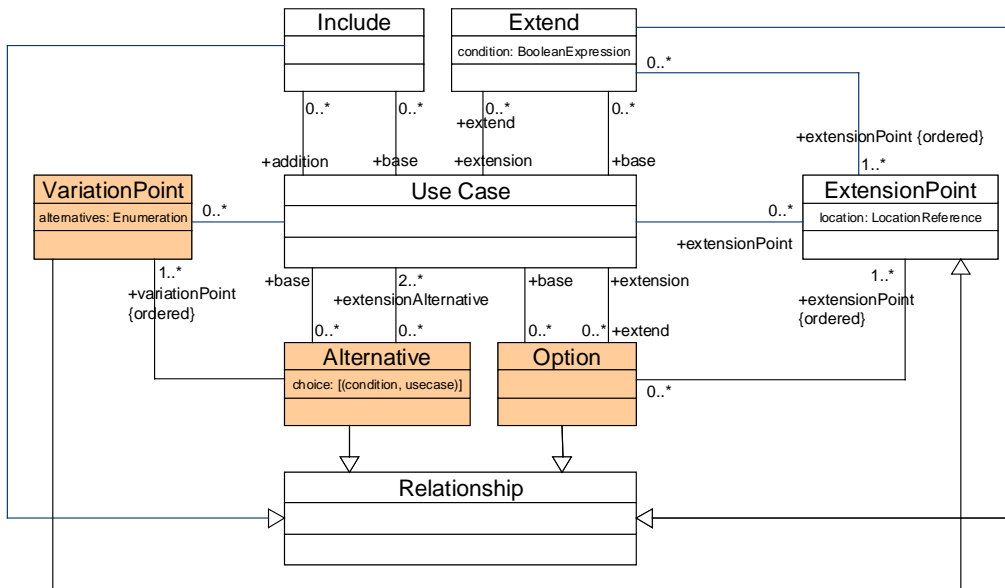 Include
Extend
condition: BooleanExpression
0..*
0..*
0..*
0..*
0..*
+extend
+extensionPoint {ordered}
+addition
+base
+extension
+base
1..*
VariationPoint
Use Case
ExtensionPoint
alternatives: Enumeration
0..*
0..*
location: LocationReference
+extensionPoint
1..*
+base
2..*
+base
+extension
1..*
+variationPoint
{ordered}
+extensionAlternative
+extensionPoint
{ordered}
0..*
0..*
0..*
0..*
+extend
Alternative
Option
choice: [(condition, usecase)]
0..*
Relationship